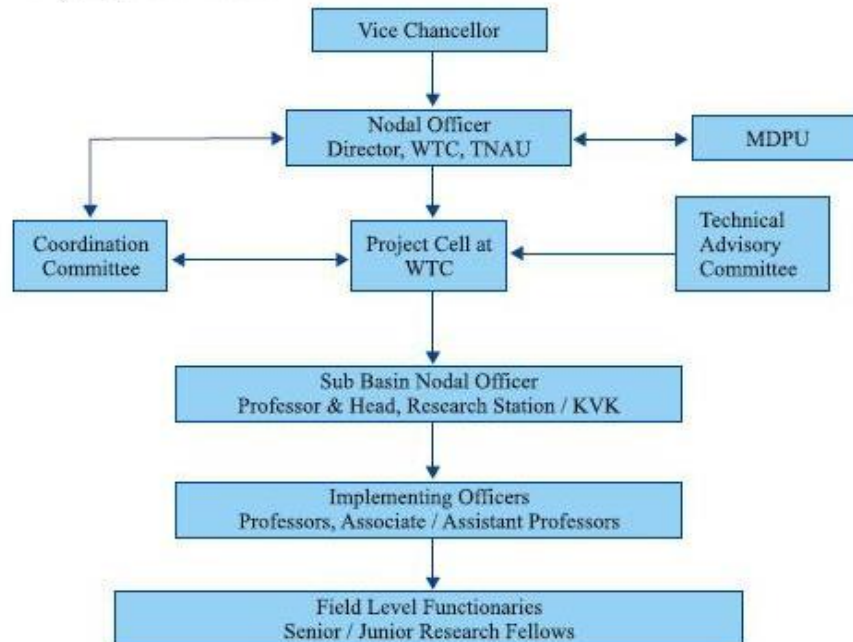 Vice Chancellor
Nodal Officer
Director, WTC, TNAU
MDPU
Coordination
Committee
Project Cell at
WTC
Technical
Advisory
Committee
Sub Basin Nodal Officer
Professor & Head, Research Station / KVK
Implementing Officers
Professors, Associate / Assistant Professors
Field Level Functionaries
Senior / Junior Research Fellows